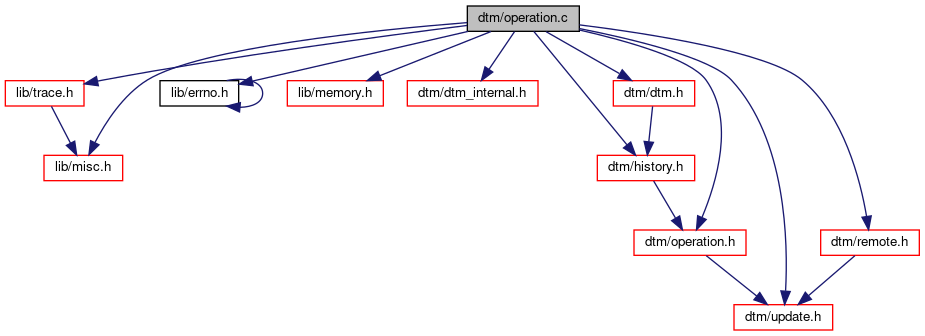 dtm/operation.c
lib/trace.h
lib/errno.h
lib/memory.h
dtm/dtm_internal.h
dtm/dtm.h
lib/misc.h
dtm/history.h
dtm/operation.h
dtm/remote.h
dtm/update.h